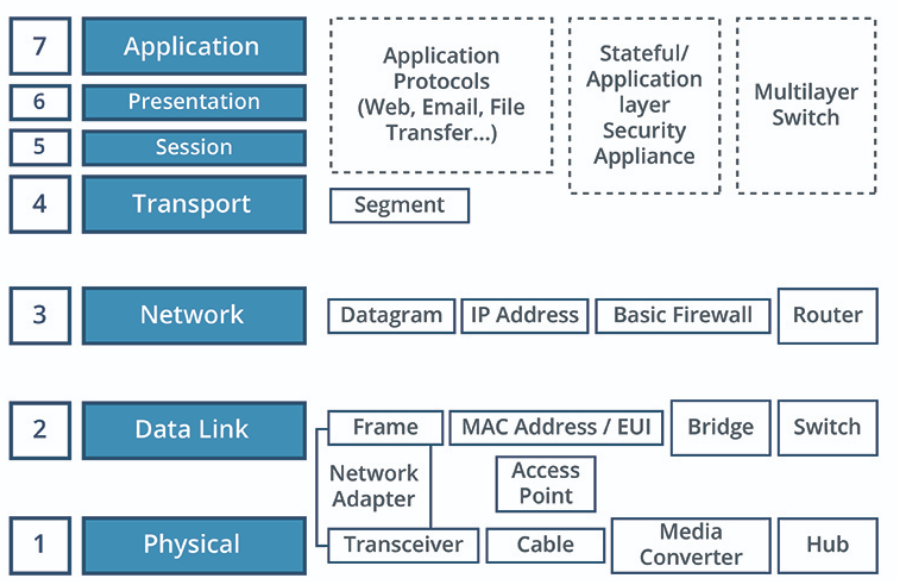 7 Application
6 Presentation
5 Session
4 Transport
Application
Protocols
(Web, Email, File
Transfer...)
Stateful/
Application
layer
Security
Appliance
Multilayer
Switch
Segment
3 Network
Datagram
IP Address
Basic Firewall
Router
2 Data Link
Frame
MAC Address / EUI
Bridge
Switch
Network
Adapter
Access
Point
1 Physical
Transceiver
Cable
Media
Converter
Hub